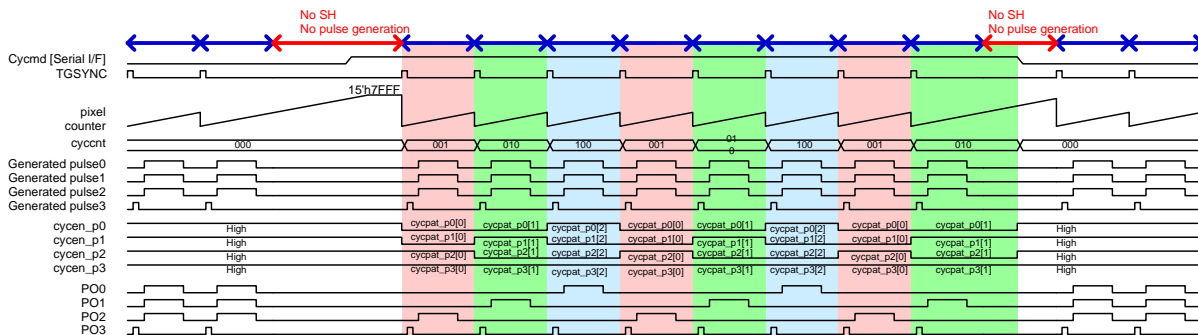 No SH
No pulse generation
No SH
No pulse generation
Cycmd [Serial I/F]
TGSYNC
15'h7FFF
pixel
counter
cyccnt 000 001 010 100 001 010 100 001 010 000
Generated pulse0
Generated pulse1
Generated pulse2
Generated pulse3
cycen_p0 High cycpat_p0[0] cycpat_p0[1] cycpat_p0[2] cycpat_p0[0] cycpat_p0[1] cycpat_p0[2] cycpat_p0[0] cycpat_p0[1] High
cycen_p1 High cycpat_p1[0] cycpat_p1[1] cycpat_p1[2] cycpat_p1[0] cycpat_p1[1] cycpat_p1[2] cycpat_p1[0] cycpat_p1[1] High
cycen_p2 High cycpat_p2[0] cycpat_p2[1] cycpat_p2[2] cycpat_p2[0] cycpat_p2[1] cycpat_p2[2] cycpat_p2[0] cycpat_p2[1] High
cycen_p3 High cycpat_p3[0] cycpat_p3[1] cycpat_p3[2] cycpat_p3[0] cycpat_p3[1] cycpat_p3[2] cycpat_p3[0] cycpat_p3[1] High
PO0
PO1
PO2
PO3